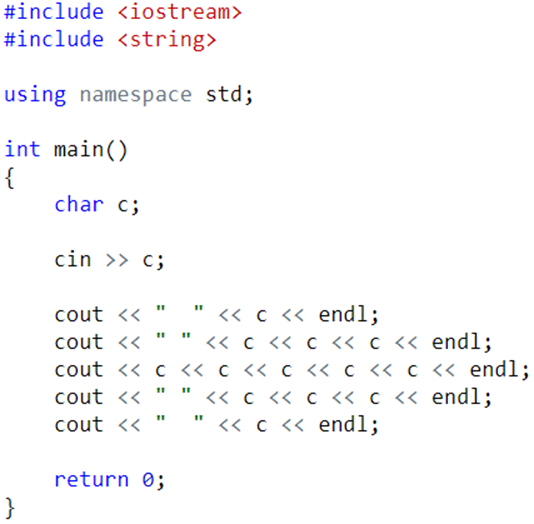 #include <iostream>
#include <string>

using namespace std;

int main()
{
    char c;

    cin >> c;

    cout << "  " << c << endl;
    cout << " " << c << c << c << endl;
    cout << c << c << c << c << c << endl;
    cout << " " << c << c << c << endl;
    cout << "  " << c << endl;

    return 0;
}